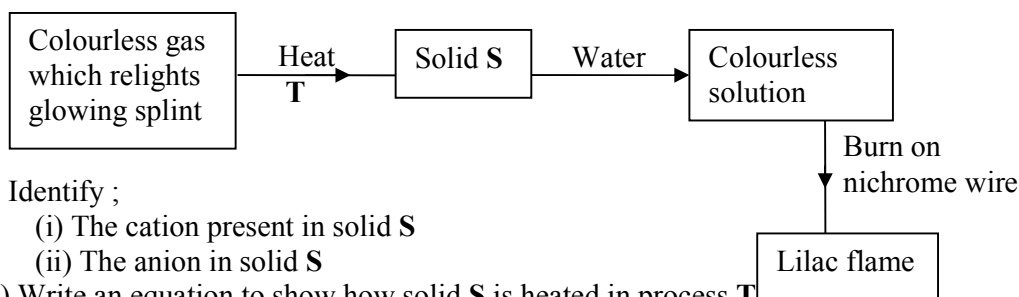 Colourless gas
which relights
glowing splint
Heat
T
Solid S
Water
Colourless
solution
Burn on
nichrome wire
Lilac flame
Identify ;
(i) The cation present in solid S
(ii) The anion in solid S
) Write an equation to show how solid S is heated in process T